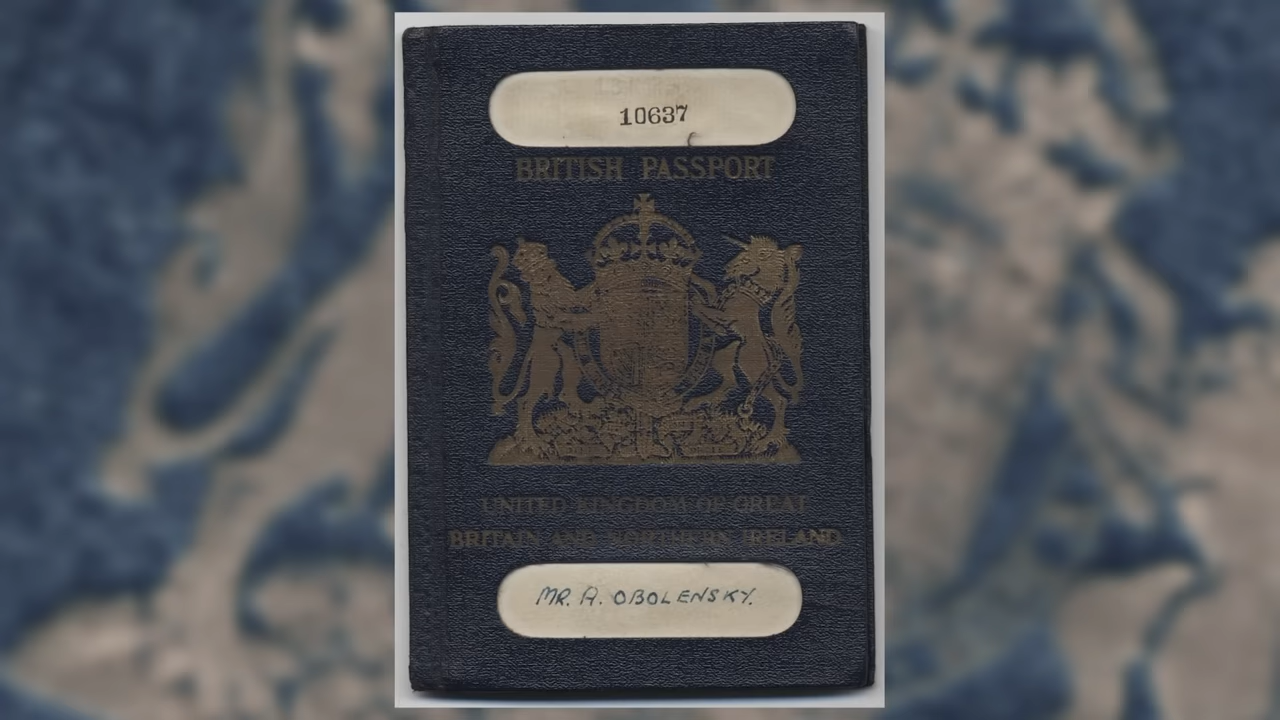 10637
BRITISH PASSPORT
UNITED KINGDOM OF GREAT
BRITAIN AND NORTHERN IRELAND
MR. A. OBOLENSKY.